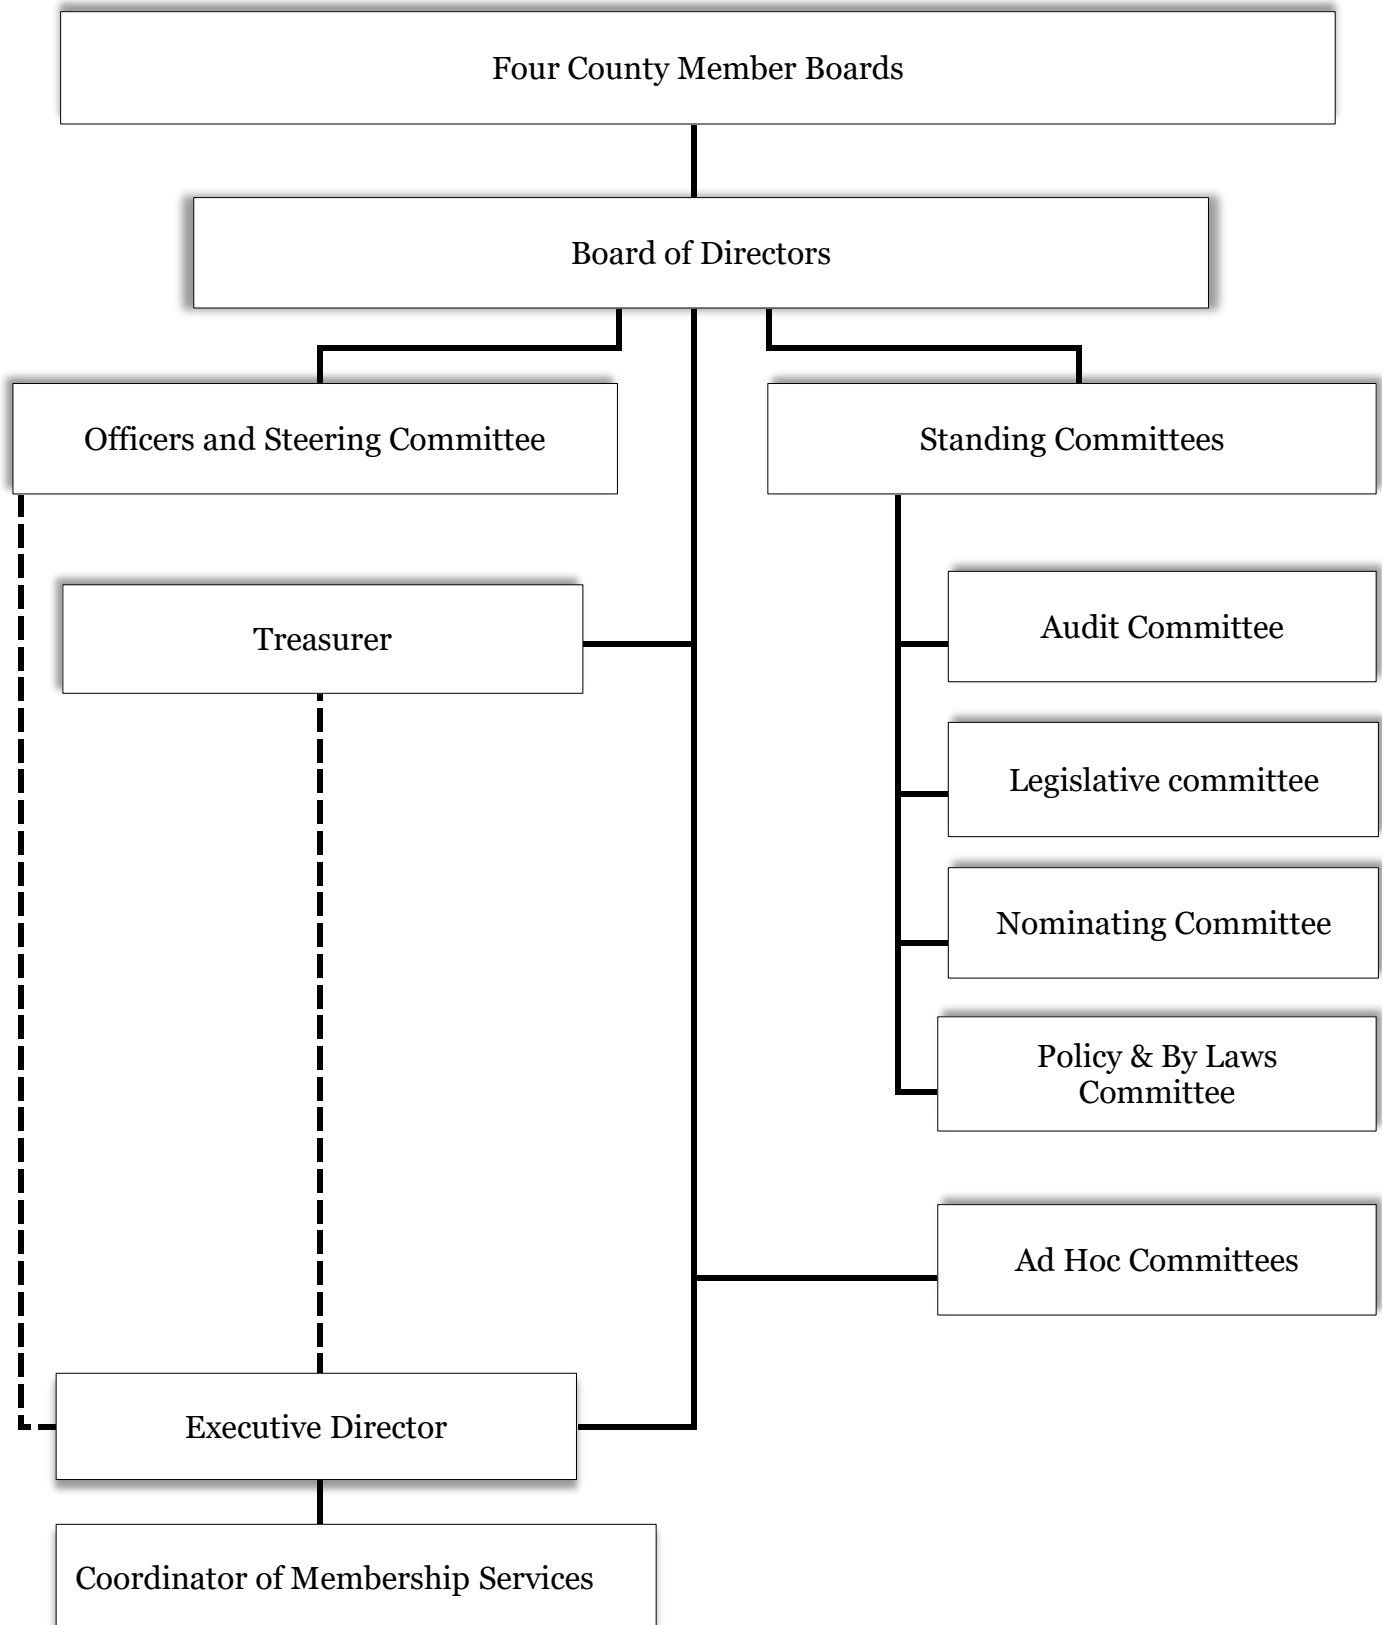 Four County Member Boards
Board of Directors
Officers and Steering Committee
Standing Committees
Treasurer
Audit Committee
Legislative committee
Nominating Committee
Policy & By Laws
Committee
Ad Hoc Committees
Executive Director
Coordinator of Membership Services